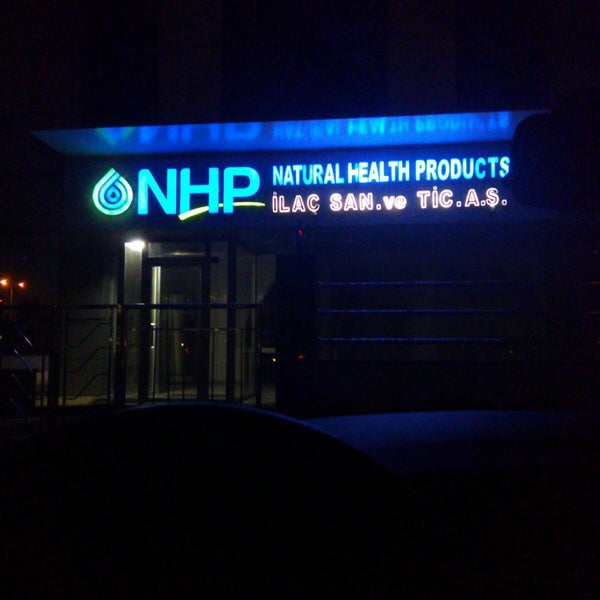 NHP
NATURAL HEALTH PRODUCTS
İLAÇ SAN.ve TİC.A.Ş.